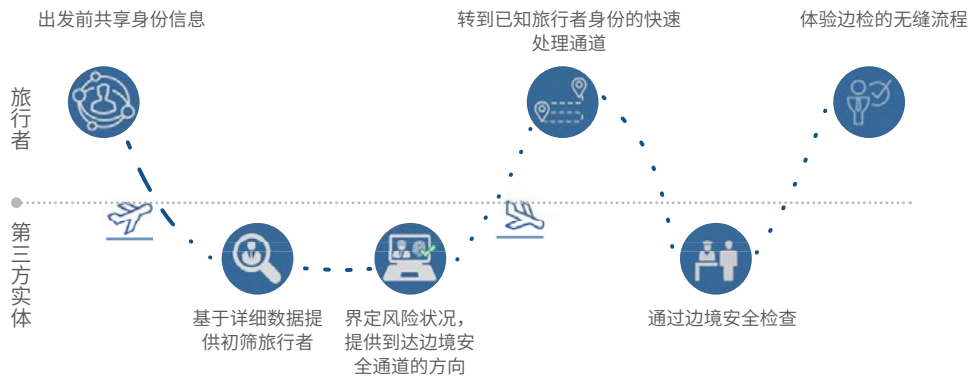 出发前共享身份信息
转到已知旅行者身份的快速
处理通道
体验边检的无缝流程
旅行者
第三方实体
基于详细数据提
供初筛旅行者
界定风险状况，
提供到达边境安
全通道的方向
通过边境安全检查